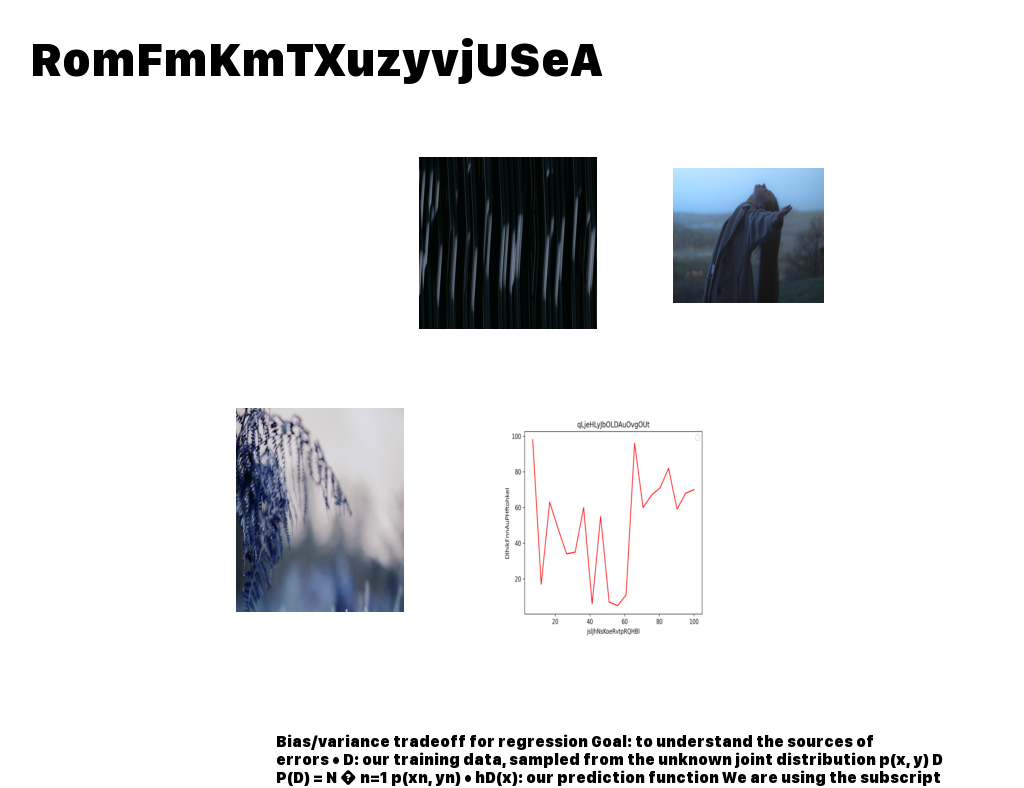 RomFmKmTXuzyvjUSeA
qLjeHLyjbOLDAuOvgOUt
100
80
60
40
20
20 40 60 80 100
Bias/variance tradeoff for regression Goal: to understand the sources of
errors • D: our training data, sampled from the unknown joint distribution p(x, y) D
P(D) = N � n=1 p(xn, yn) • hD(x): our prediction function We are using the subscript